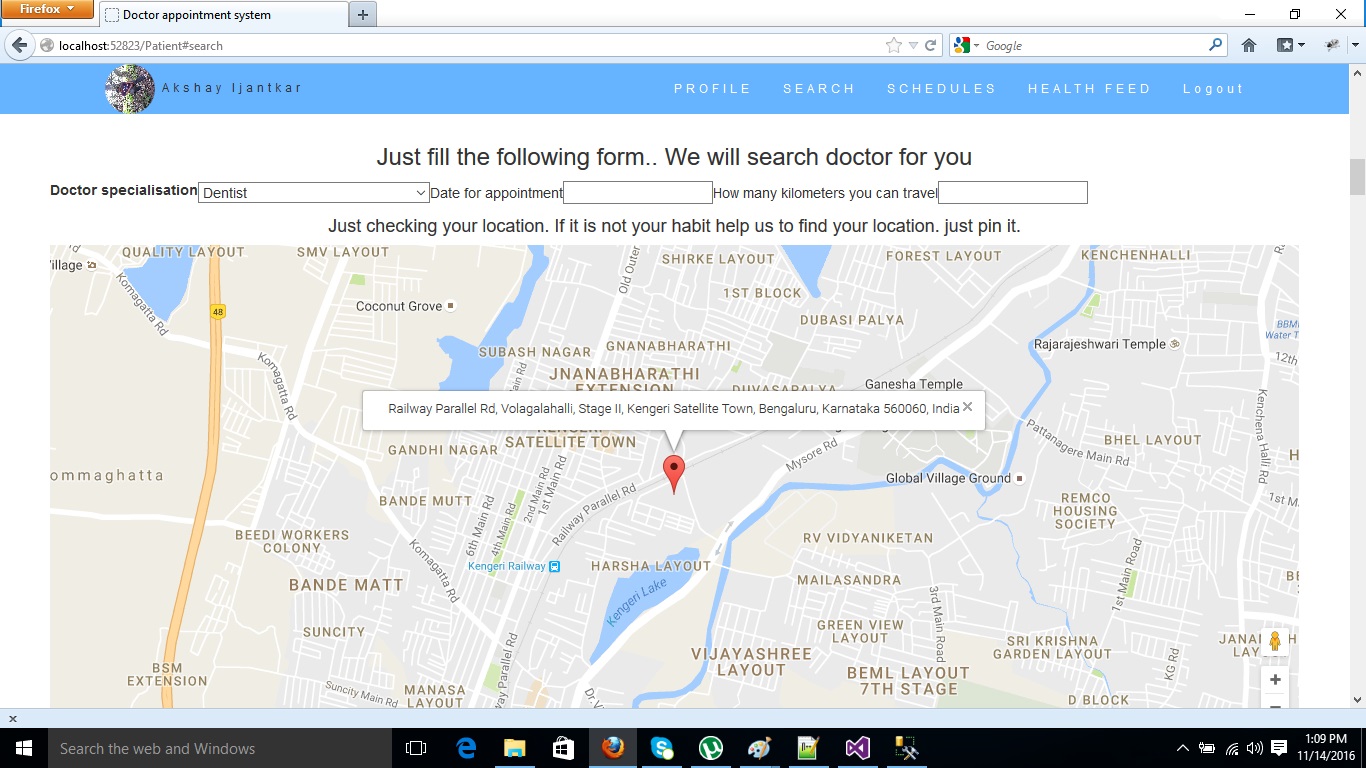 Firefox
Doctor appointment system
localhost:52823/Patient#search
Google
Akshay Ijantkar
PROFILE SEARCH SCHEDULES HEALTH FEED Logout
Just fill the following form.. We will search doctor for you
Doctor specialisation Dentist Date for appointment How many kilometers you can travel
Just checking your location. If it is not your habit help us to find your location. just pin it.
QUALITY LAYOUT
SMV LAYOUT
Old Outer
SHIRKE LAYOUT
FOREST LAYOUT
KENCHENHALLI
Village
Komagatta Rd
48
Coconut Grove
1ST BLOCK
DUBASI PALYA
SUBASH NAGAR
GNANABHARATHI
Rajarajeshwari Temple
12th
Komagatta Rd
JNANABHARATHI
EXTENSION
DUVASAPALYA
Ganesha Temple
Railway Parallel Rd, Volagalahalli, Stage II, Kengeri Satellite Town, Bengaluru, Karnataka 560060, India
SATELLITE TOWN
GANDHI NAGAR
Mysore Rd
Pattanagere Main Rd
BHEL LAYOUT
Kenchena Halli Rd
ommaghatta
Global Village Ground
BANDE MUTT
6th Main Rd
4th Main Rd
2nd Main Rd
1st Main Rd
Railway Parallel Rd
REMCO
HOUSING
SOCIETY
1st M
BEEDI WORKERS
COLONY
Komagatta Rd
Kengeri Railway
HARSHA LAYOUT
RV VIDYANIKETAN
BANDE MATT
Kengeri Lake
MAILASANDRA
3rd Main Road
1st Main Road
SUNCITY
GREEN VIEW
LAYOUT
SRI KRISHNA
GARDEN LAYOUT
BSM
EXTENSION
VIJAYASHREE
LAYOUT
BEML LAYOUT
7TH STAGE
KG Rd
Suncity Main Rd
MANASA
LAYOUT
way Parallel Rd
D BLOCK
Search the web and Windows
1:09 PM
11/14/2016